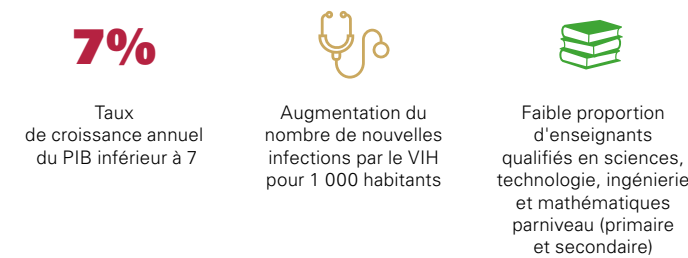 7%
Taux
de croissance annuel
du PIB inférieur à 7
Augmentation du
nombre de nouvelles
infections par le VIH
pour 1 000 habitants
Faible proportion
d'enseignants
qualifiés en sciences,
technologie, ingénierie
et mathématiques
parniveau (primaire
et secondaire)